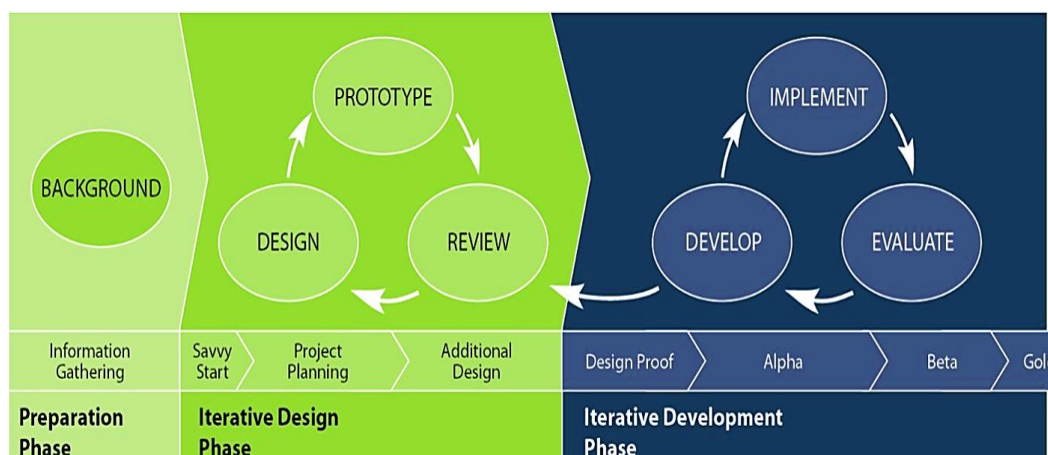 PROTOTYPE
IMPLEMENT
BACKGROUND
DESIGN
REVIEW
DEVELOP
EVALUATE
Information
Gathering
Savvy
Start
Project
Planning
Additional
Design
Design Proof
Alpha
Beta
Preparation
Phase
Iterative Design
Phase
Iterative Development
Phase